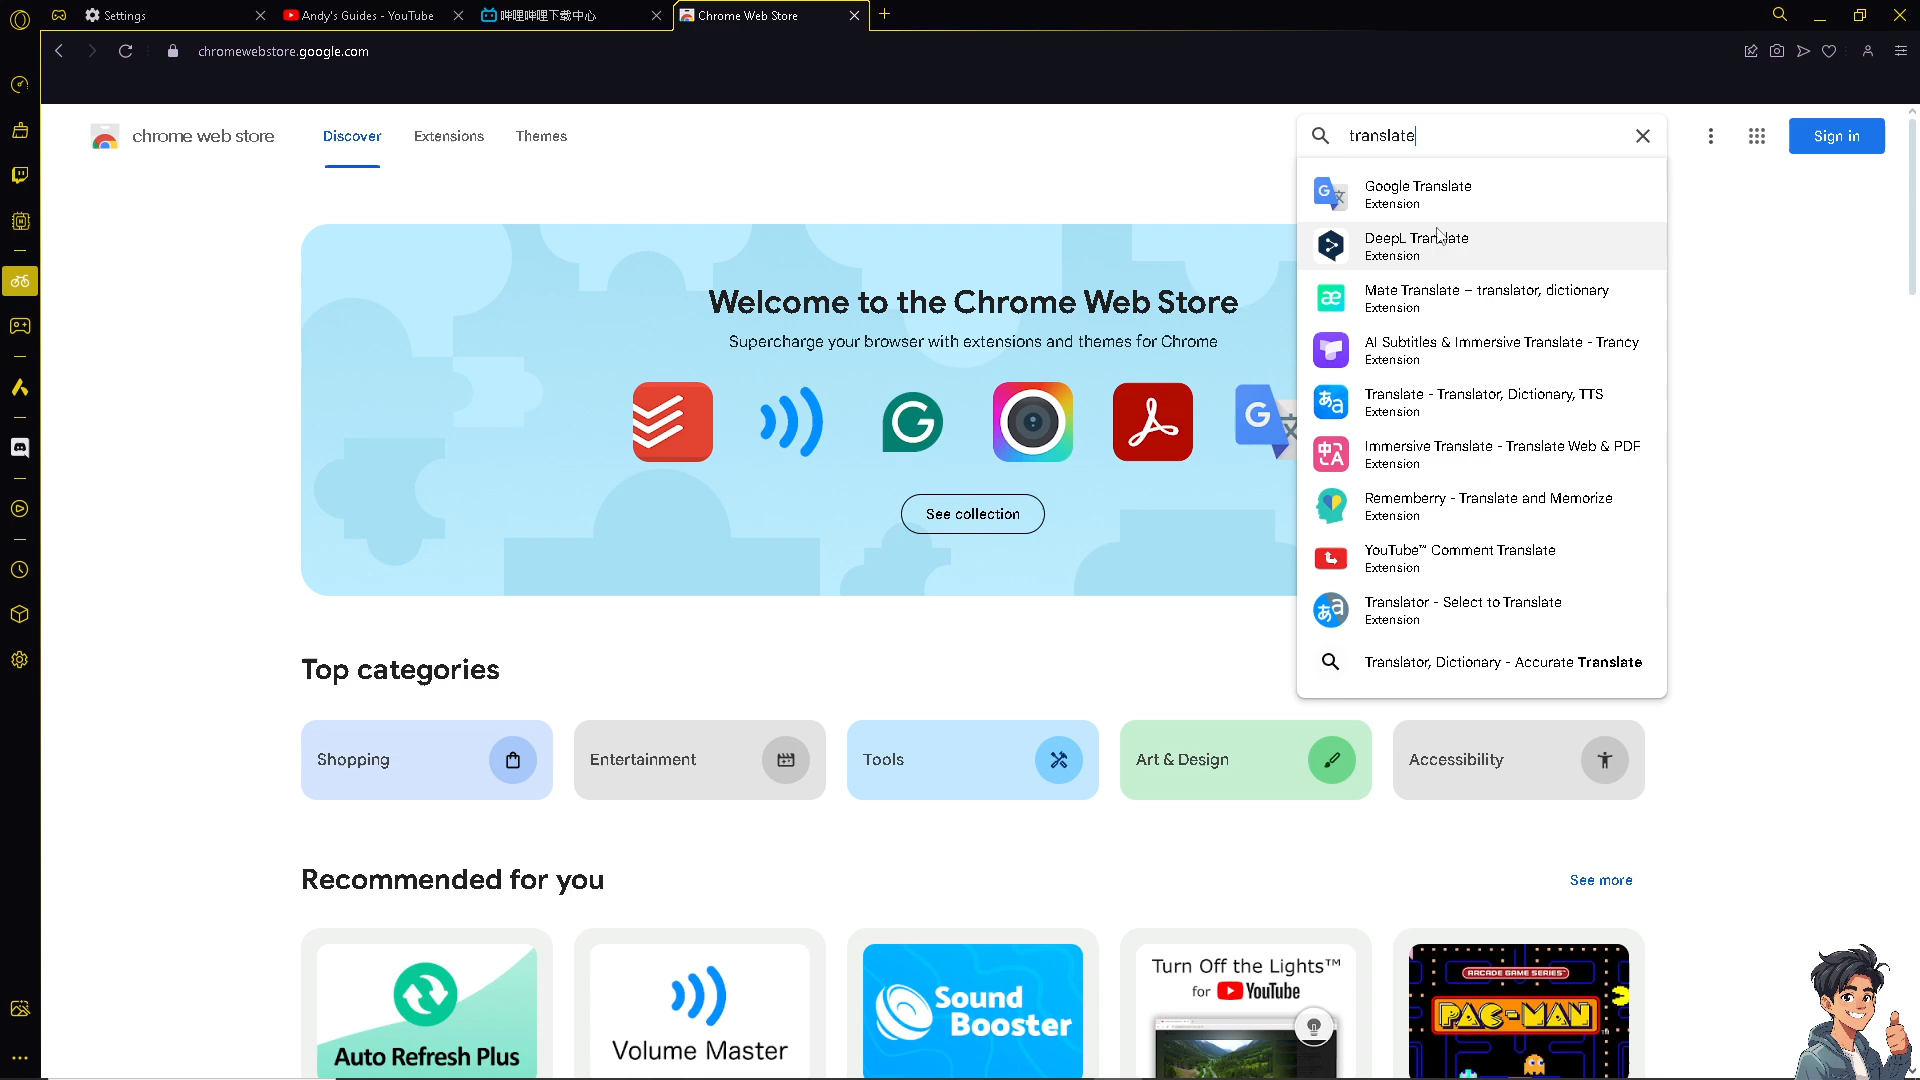 Settings
Andy's Guides - YouTube
哔哩哔哩下载中心
Chrome Web Store
chromewebstore.google.com
chrome web store
Discover
Extensions
Themes
translate
Sign in
Google Translate
Extension
DeepL Translate
Extension
Mate Translate – translator, dictionary
Extension
AI Subtitles & Immersive Translate - Trancy
Extension
Translate - Translator, Dictionary, TTS
Extension
Immersive Translate - Translate Web & PDF
Extension
Rememberry - Translate and Memorize
Extension
YouTube™ Comment Translate
Extension
Translator - Select to Translate
Extension
Translator, Dictionary - Accurate Translate
Welcome to the Chrome Web Store
Supercharge your browser with extensions and themes for Chrome
See collection
Top categories
Shopping
Entertainment
Tools
Art & Design
Accessibility
Recommended for you
See more
Auto Refresh Plus
Volume Master
Sound
Booster
Turn Off the Lights™
for YouTube
ARCADE GAME SERIES
PAC-MAN